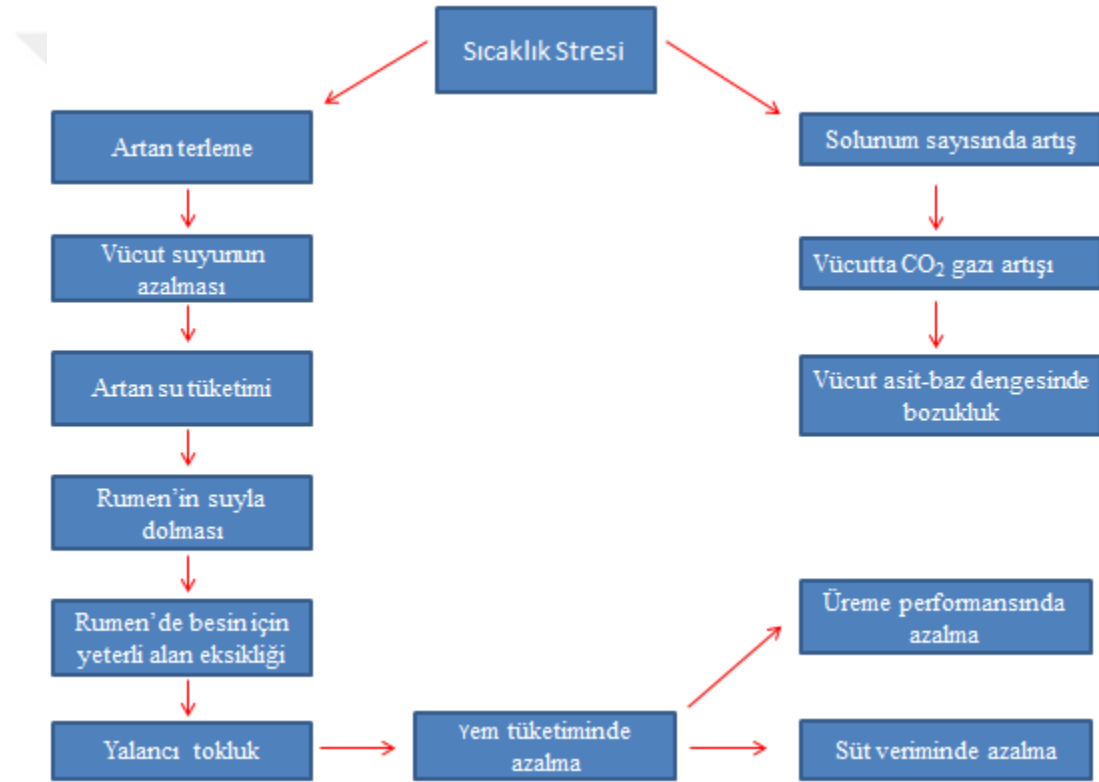 Sıcaklık Stresi
Artan terleme
Vücut suyunun
azalması
Artan su tüketimi
Rumen’in suyla
dolması
Rumen’de besin için
yeterli alan eksikliği
Yalancı tokluk
Yem tüketiminde
azalma
Solunum sayısında artış
Vücutta CO₂ gazı artışı
Vücut asit-baz dengesinde
bozukluk
Üreme performansında
azalma
Süt veriminde azalma